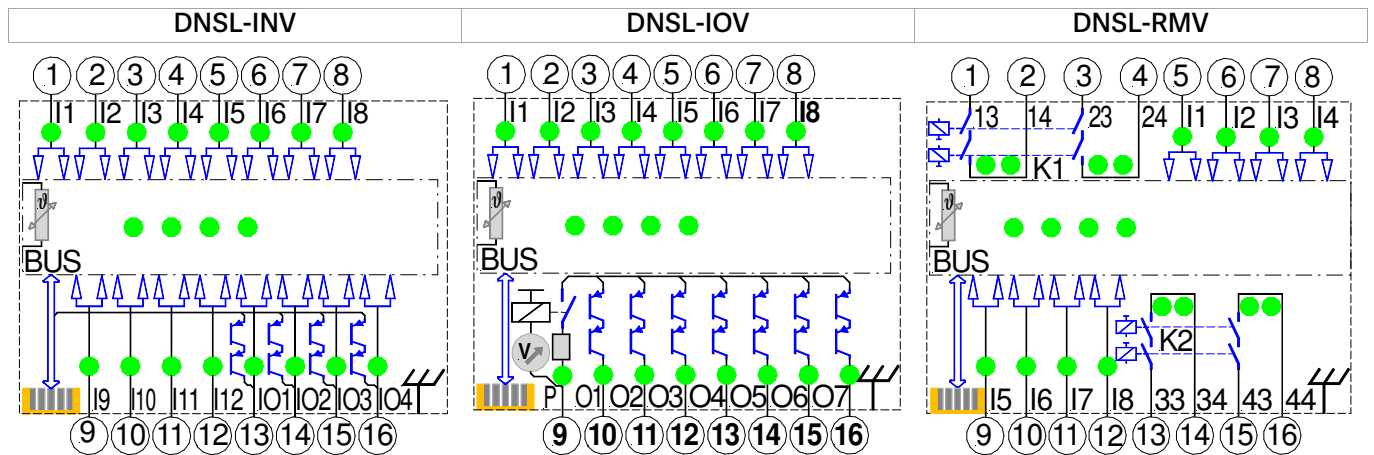 DNSL-INV DNSL-IOV DNSL-RMV
1 2 3 4 5 6 7 8 1 2 3 4 5 6 7 8 1 2 3 4 5 6 7 8
I1 I2 I3 I4 I5 I6 I7 I8 I1 I2 I3 I4 I5 I6 I7 I8 13 14 23 24 I1 I2 I3 I4
K1
ϑ ϑ ϑ
BUS BUS BUS
K2
V
I9 I10 I11 I12 IO1 IO2 IO3 IO4 P O1 O2 O3 O4 O5 O6 O7 I5 I6 I7 I8 33 34 43 44
9 10 11 12 13 14 15 16 9 10 11 12 13 14 15 16 9 10 11 12 13 14 15 16